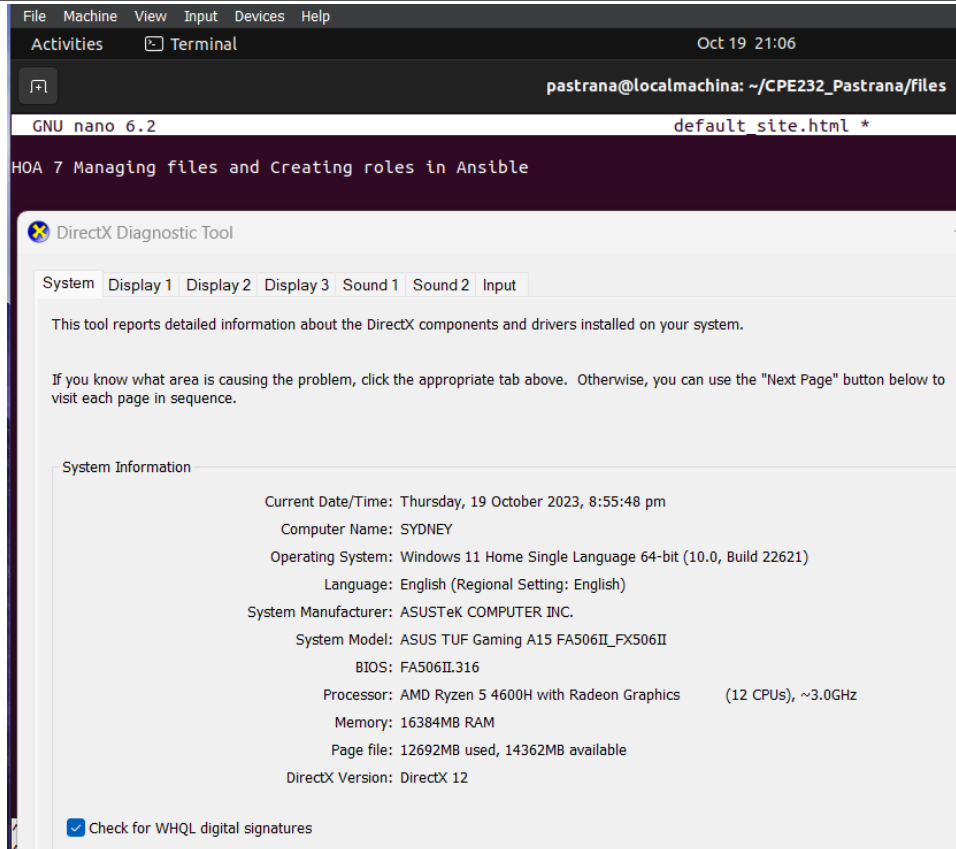 File Machine View Input Devices Help
Activities Terminal Oct 19 21:06
pastrana@localmachina: ~/CPE232_Pastrana/files
GNU nano 6.2 default_site.html *
HOA 7 Managing files and Creating roles in Ansible
DirectX Diagnostic Tool
System Display 1 Display 2 Display 3 Sound 1 Sound 2 Input
This tool reports detailed information about the DirectX components and drivers installed on your system.
If you know what area is causing the problem, click the appropriate tab above. Otherwise, you can use the "Next Page" button below to
visit each page in sequence.
System Information
Current Date/Time: Thursday, 19 October 2023, 8:55:48 pm
Computer Name: SYDNEY
Operating System: Windows 11 Home Single Language 64-bit (10.0, Build 22621)
Language: English (Regional Setting: English)
System Manufacturer: ASUSTeK COMPUTER INC.
System Model: ASUS TUF Gaming A15 FA506II_FX506II
BIOS: FA506II.316
Processor: AMD Ryzen 5 4600H with Radeon Graphics (12 CPUs), ~3.0GHz
Memory: 16384MB RAM
Page file: 12692MB used, 14362MB available
DirectX Version: DirectX 12
Check for WHQL digital signatures